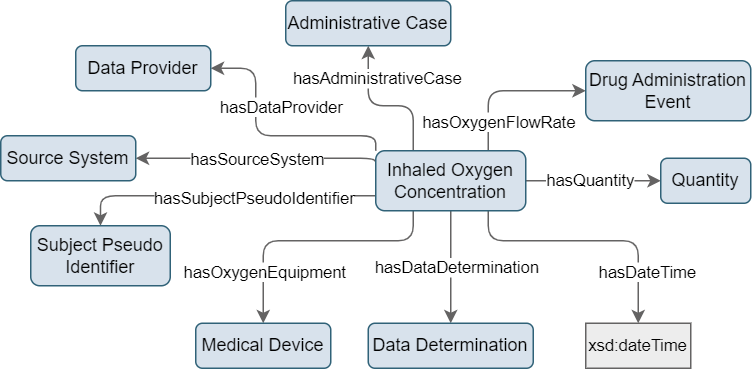 Administrative Case
Data Provider
hasAdministrativeCase
Drug Administration
Event
hasDataProvider
hasOxygenFlowRate
Source System
hasSourceSystem
Inhaled Oxygen
Concentration
hasQuantity
Quantity
hasSubjectPseudoIdentifier
Subject Pseudo
Identifier
hasOxygenEquipment
hasDataDetermination
hasDateTime
Medical Device
Data Determination
xsd:dateTime